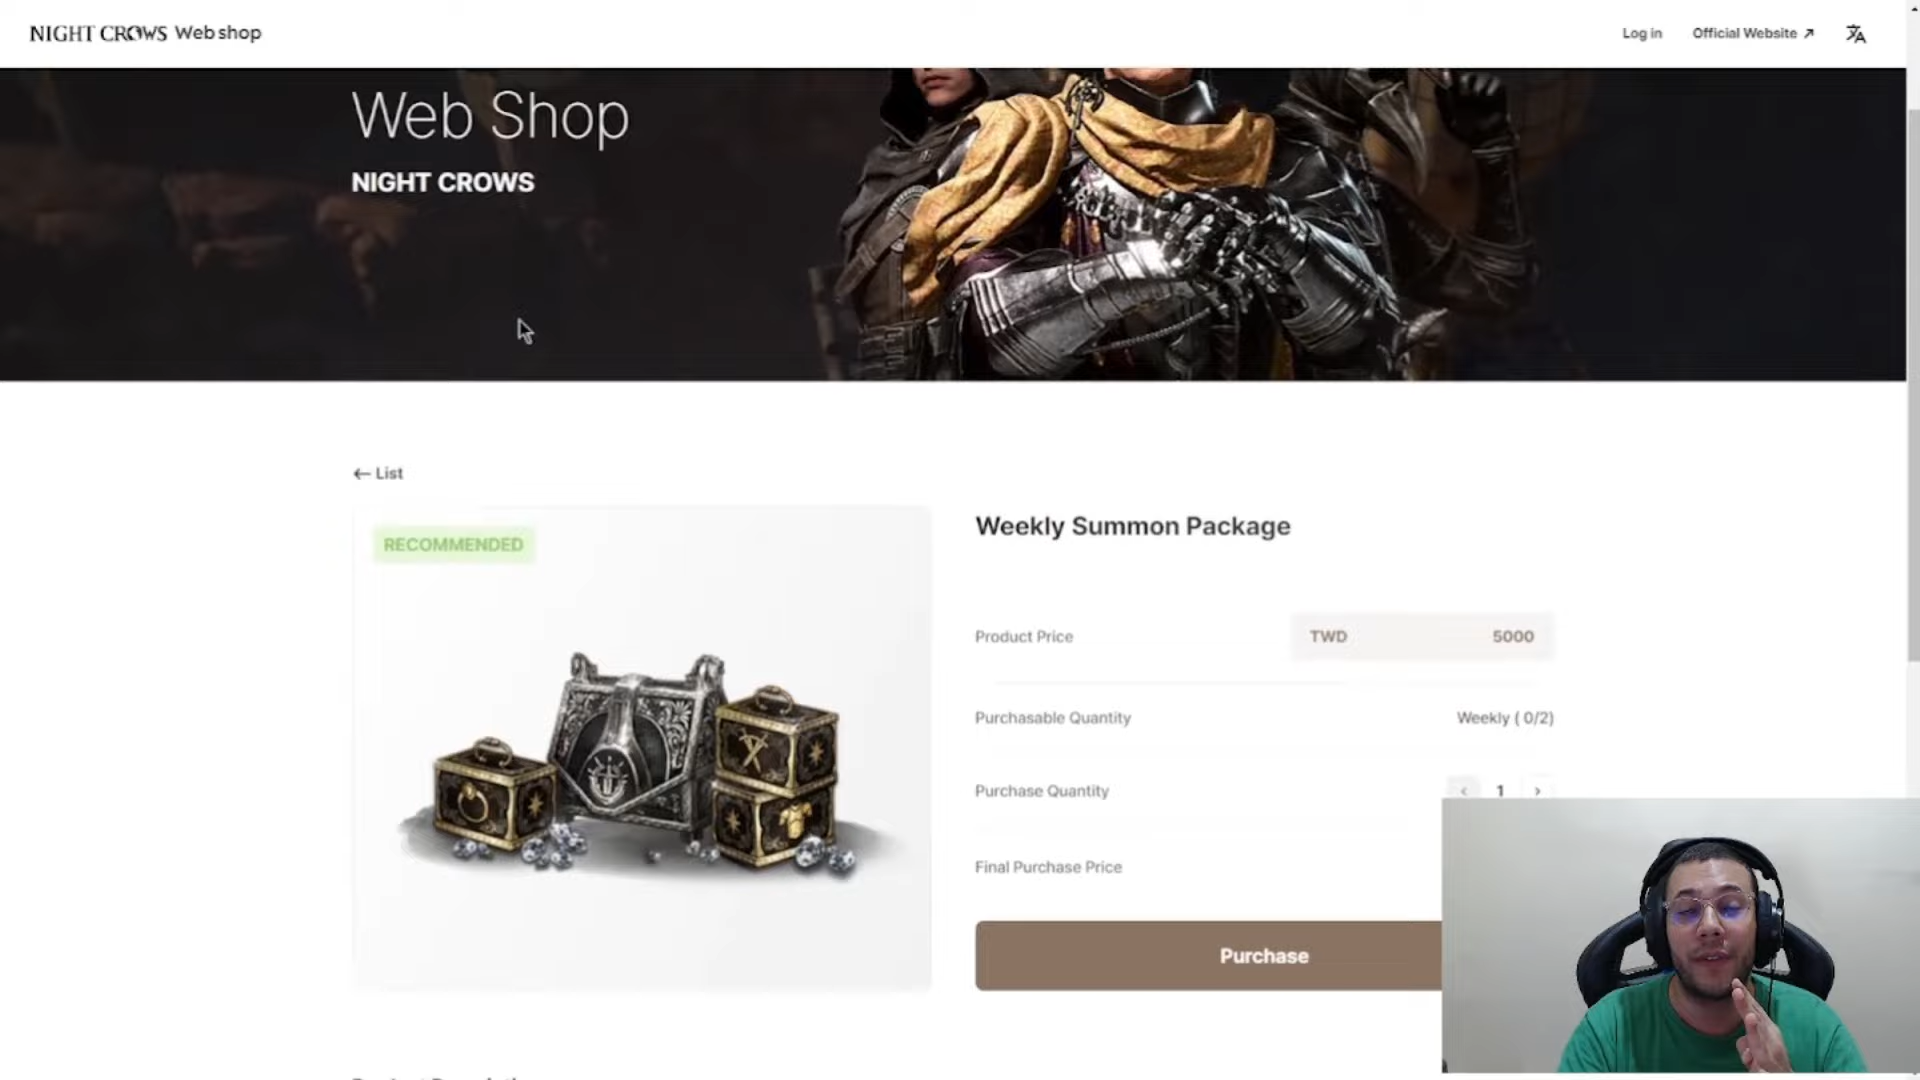 NIGHT CROWS Web shop
Log in
Official Website
Web Shop
NIGHT CROWS
← List
RECOMMENDED
Weekly Summon Package
Product Price
TWD 5000
Purchasable Quantity
Weekly ( 0/2)
Purchase Quantity
< 1 >
Final Purchase Price
Purchase